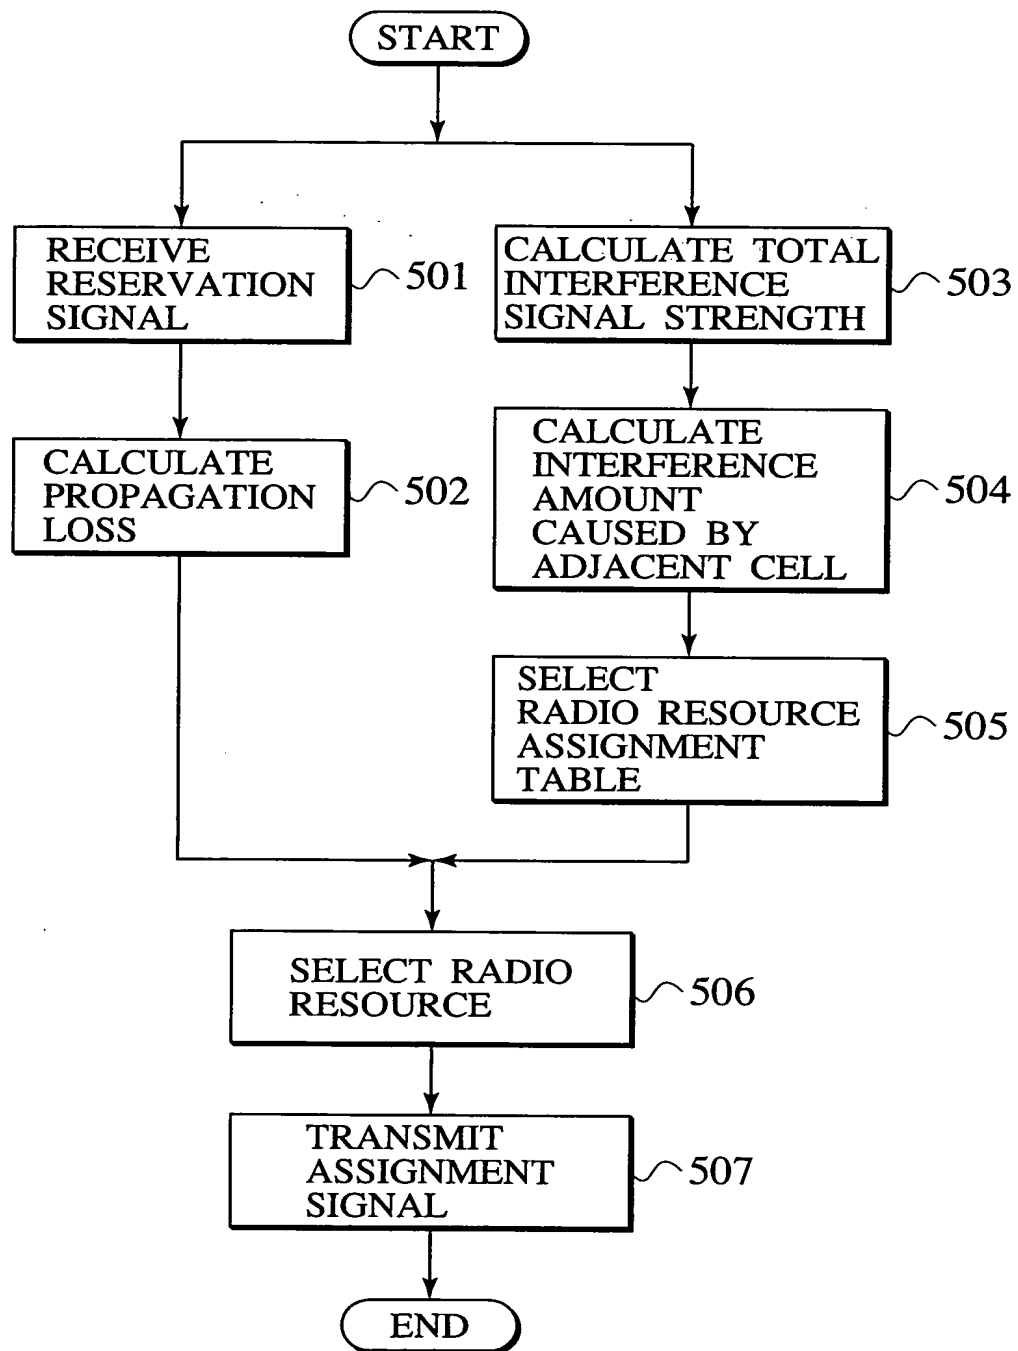 START
RECEIVE
RESERVATION
SIGNAL
501
CALCULATE TOTAL
INTERFERENCE
SIGNAL STRENGTH
503
CALCULATE
PROPAGATION
LOSS
502
CALCULATE
INTERFERENCE
AMOUNT
CAUSED BY
ADJACENT CELL
504
SELECT
RADIO RESOURCE
ASSIGNMENT
TABLE
505
SELECT RADIO
RESOURCE
506
TRANSMIT
ASSIGNMENT
SIGNAL
507
END